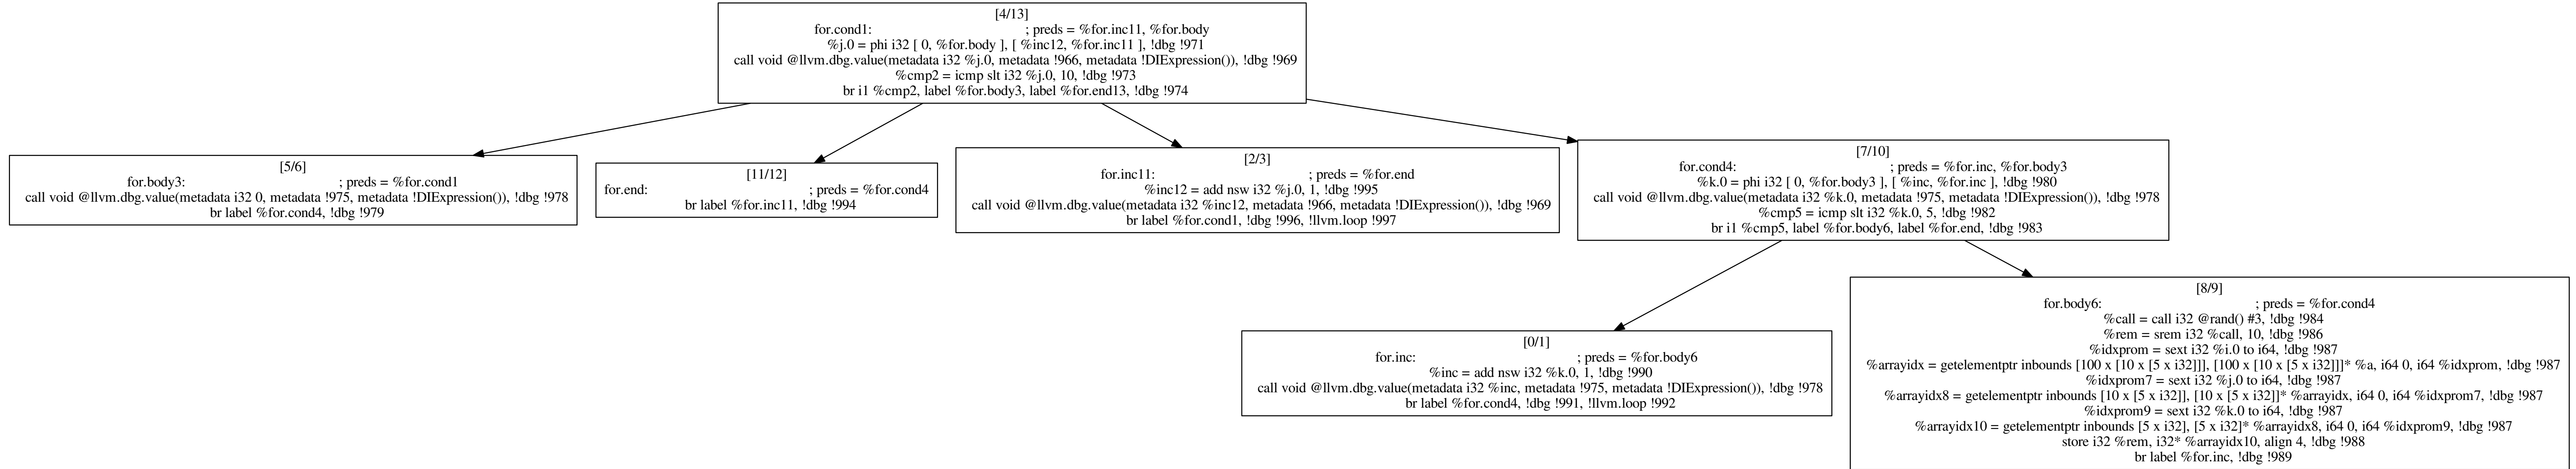 [4/13]
for.cond1: ; preds = %for.inc11, %for.body
%j.0 = phi i32 [ 0, %for.body ], [ %inc12, %for.inc11 ], !dbg !971
call void @llvm.dbg.value(metadata i32 %j.0, metadata !966, metadata !DIExpression()), !dbg !969
%cmp2 = icmp slt i32 %j.0, 10, !dbg !973
br i1 %cmp2, label %for.body3, label %for.end13, !dbg !974
[5/6]
for.body3: ; preds = %for.cond1
call void @llvm.dbg.value(metadata i32 0, metadata !975, metadata !DIExpression()), !dbg !978
br label %for.cond4, !dbg !979
[11/12]
for.end: ; preds = %for.cond4
br label %for.inc11, !dbg !994
[2/3]
for.inc11: ; preds = %for.end
%inc12 = add nsw i32 %j.0, 1, !dbg !995
call void @llvm.dbg.value(metadata i32 %inc12, metadata !966, metadata !DIExpression()), !dbg !969
br label %for.cond1, !dbg !996, !llvm.loop !997
[7/10]
for.cond4: ; preds = %for.inc, %for.body3
%k.0 = phi i32 [ 0, %for.body3 ], [ %inc, %for.inc ], !dbg !980
call void @llvm.dbg.value(metadata i32 %k.0, metadata !975, metadata !DIExpression()), !dbg !978
%cmp5 = icmp slt i32 %k.0, 5, !dbg !982
br i1 %cmp5, label %for.body6, label %for.end, !dbg !983
[0/1]
for.inc: ; preds = %for.body6
%inc = add nsw i32 %k.0, 1, !dbg !990
call void @llvm.dbg.value(metadata i32 %inc, metadata !975, metadata !DIExpression()), !dbg !978
br label %for.cond4, !dbg !991, !llvm.loop !992
[8/9]
for.body6: ; preds = %for.cond4
%call = call i32 @rand() #3, !dbg !984
%rem = srem i32 %call, 10, !dbg !986
%idxprom = sext i32 %i.0 to i64, !dbg !987
%arrayidx = getelementptr inbounds [100 x [10 x [5 x i32]]], [100 x [10 x [5 x i32]]]* %a, i64 0, i64 %idxprom, !dbg !987
%idxprom7 = sext i32 %j.0 to i64, !dbg !987
%arrayidx8 = getelementptr inbounds [10 x [5 x i32]], [10 x [5 x i32]]* %arrayidx, i64 0, i64 %idxprom7, !dbg !987
%idxprom9 = sext i32 %k.0 to i64, !dbg !987
%arrayidx10 = getelementptr inbounds [5 x i32], [5 x i32]* %arrayidx8, i64 0, i64 %idxprom9, !dbg !987
store i32 %rem, i32* %arrayidx10, align 4, !dbg !988
br label %for.inc, !dbg !989